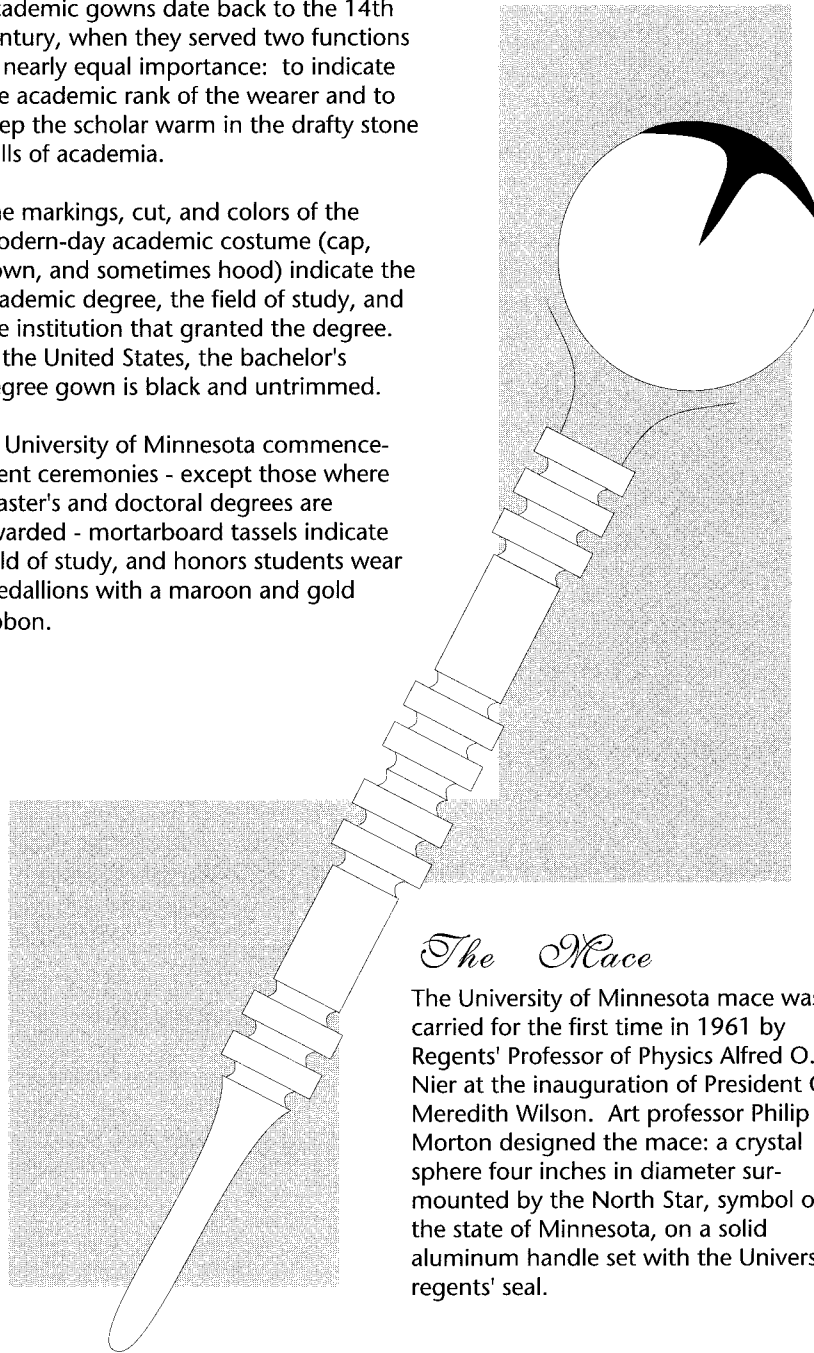 cademic gowns date back to the 14th
ntury, when they served two functions
nearly equal importance: to indicate
e academic rank of the wearer and to
ep the scholar warm in the drafty stone
lls of academia.
e markings, cut, and colors of the
odern-day academic costume (cap,
own, and sometimes hood) indicate the
ademic degree, the field of study, and
e institution that granted the degree.
the United States, the bachelor's
egree gown is black and untrimmed.
University of Minnesota commence-
ent ceremonies - except those where
aster's and doctoral degrees are
warded - mortarboard tassels indicate
ld of study, and honors students wear
edallions with a maroon and gold
bbon.
The Mace
The University of Minnesota mace was
carried for the first time in 1961 by
Regents' Professor of Physics Alfred O.
Nier at the inauguration of President
Meredith Wilson. Art professor Philip
Morton designed the mace: a crystal
sphere four inches in diameter sur-
mounted by the North Star, symbol o
the state of Minnesota, on a solid
aluminum handle set with the Univers
regents' seal.